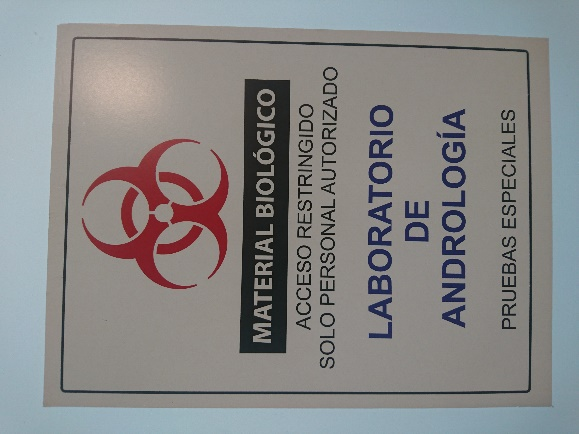 MATERIAL BIOLÓGICO
ACCESO RESTRINGIDO
SOLO PERSONAL AUTORIZADO
LABORATORIO
DE
ANDROLOGÍA
PRUEBAS ESPECIALES